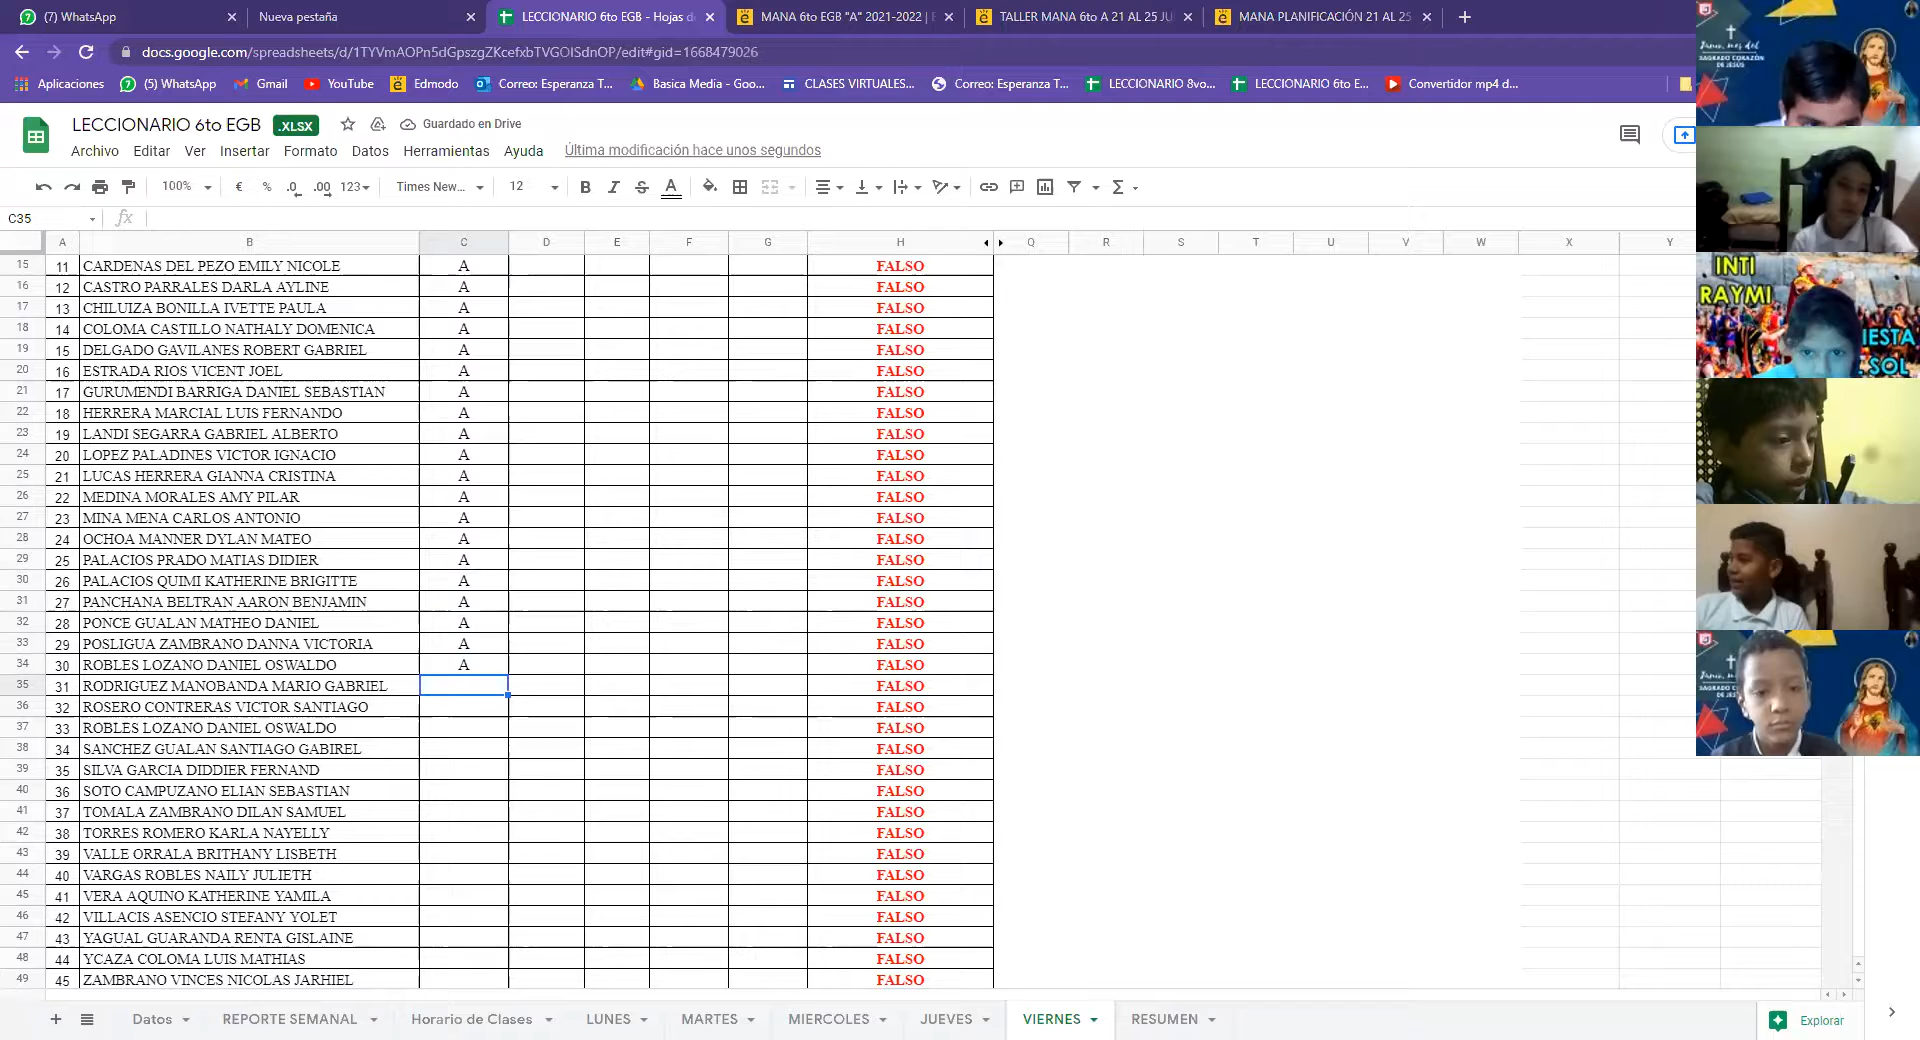 (5) WhatsApp
Nueva pestaña
LECCIONARIO 6to EGB - Hojas d
MANA 6to EGB "A" 2021-2022 | E
TALLER MANA 6to A 21 AL 25 JU
MANA PLANIFICACIÓN 21 AL 25
docs.google.com/spreadsheets/d/1TYVmAOPn5dGpszgZKcefxbTVGOISdnOP/edit#gid=1668479026
Aplicaciones
(5) WhatsApp
Gmail
YouTube
Edmodo
Correo: Esperanza T...
Basica Media - Goo...
CLASES VIRTUALES...
Correo: Esperanza T...
LECCIONARIO 8vo...
LECCIONARIO 6to E...
Convertidor mp4 d...
LECCIONARIO 6to EGB .XLSX
Guardado en Drive
Archivo Editar Ver Insertar Formato Datos Herramientas Ayuda Última modificación hace unos segundos
100% € % .0 .00 123 Times New... 12 B I S A
C35 fx
A B C D E F G H Q R S T U V W X Y
15 11 CARDENAS DEL PEZO EMILY NICOLE A FALSO
16 12 CASTRO PARRALES DARLA AYLINE A FALSO
17 13 CHILUIZA BONILLA IVETTE PAULA A FALSO
18 14 COLOMA CASTILLO NATHALY DOMENICA A FALSO
19 15 DELGADO GAVILANES ROBERT GABRIEL A FALSO
20 16 ESTRADA RIOS VICENT JOEL A FALSO
21 17 GURUMENDI BARRIGA DANIEL SEBASTIAN A FALSO
22 18 HERRERA MARCIAL LUIS FERNANDO A FALSO
23 19 LANDI SEGARRA GABRIEL ALBERTO A FALSO
24 20 LOPEZ PALADINES VICTOR IGNACIO A FALSO
25 21 LUCAS HERRERA GIANNA CRISTINA A FALSO
26 22 MEDINA MORALES AMY PILAR A FALSO
27 23 MINA MENA CARLOS ANTONIO A FALSO
28 24 OCHOA MANNER DYLAN MATEO A FALSO
29 25 PALACIOS PRADO MATIAS DIDIER A FALSO
30 26 PALACIOS QUIMI KATHERINE BRIGITTE A FALSO
31 27 PANCHANA BELTRAN AARON BENJAMIN A FALSO
32 28 PONCE GUALAN MATHEO DANIEL A FALSO
33 29 POSLIGUA ZAMBRANO DANNA VICTORIA A FALSO
34 30 ROBLES LOZANO DANIEL OSWALDO A FALSO
35 31 RODRIGUEZ MANOBANDA MARIO GABRIEL FALSO
36 32 ROSERO CONTRERAS VICTOR SANTIAGO FALSO
37 33 ROBLES LOZANO DANIEL OSWALDO FALSO
38 34 SANCHEZ GUALAN SANTIAGO GABIREL FALSO
39 35 SILVA GARCIA DIDDIER FERNAND FALSO
40 36 SOTO CAMPUZANO ELIAN SEBASTIAN FALSO
41 37 TOMALA ZAMBRANO DILAN SAMUEL FALSO
42 38 TORRES ROMERO KARLA NAYELLY FALSO
43 39 VALLE ORRALA BRITHANY LISBETH FALSO
44 40 VARGAS ROBLES NAILY JULIETH FALSO
45 41 VERA AQUINO KATHERINE YAMILA FALSO
46 42 VILLACIS ASENCIO STEFANY YOLET FALSO
47 43 YAGUAL GUARANDA RENTA GISLAINE FALSO
48 44 YCAZA COLOMA LUIS MATHIAS FALSO
49 45 ZAMBRANO VINCES NICOLAS JARHIEL FALSO
Datos REPORTE SEMANAL Horario de Clases LUNES MARTES MIERCOLES JUEVES VIERNES RESUMEN Explorar
SAGRADO CORAZÓN
DE JESÚS
INTI
RAYMI
IESTA
SOL